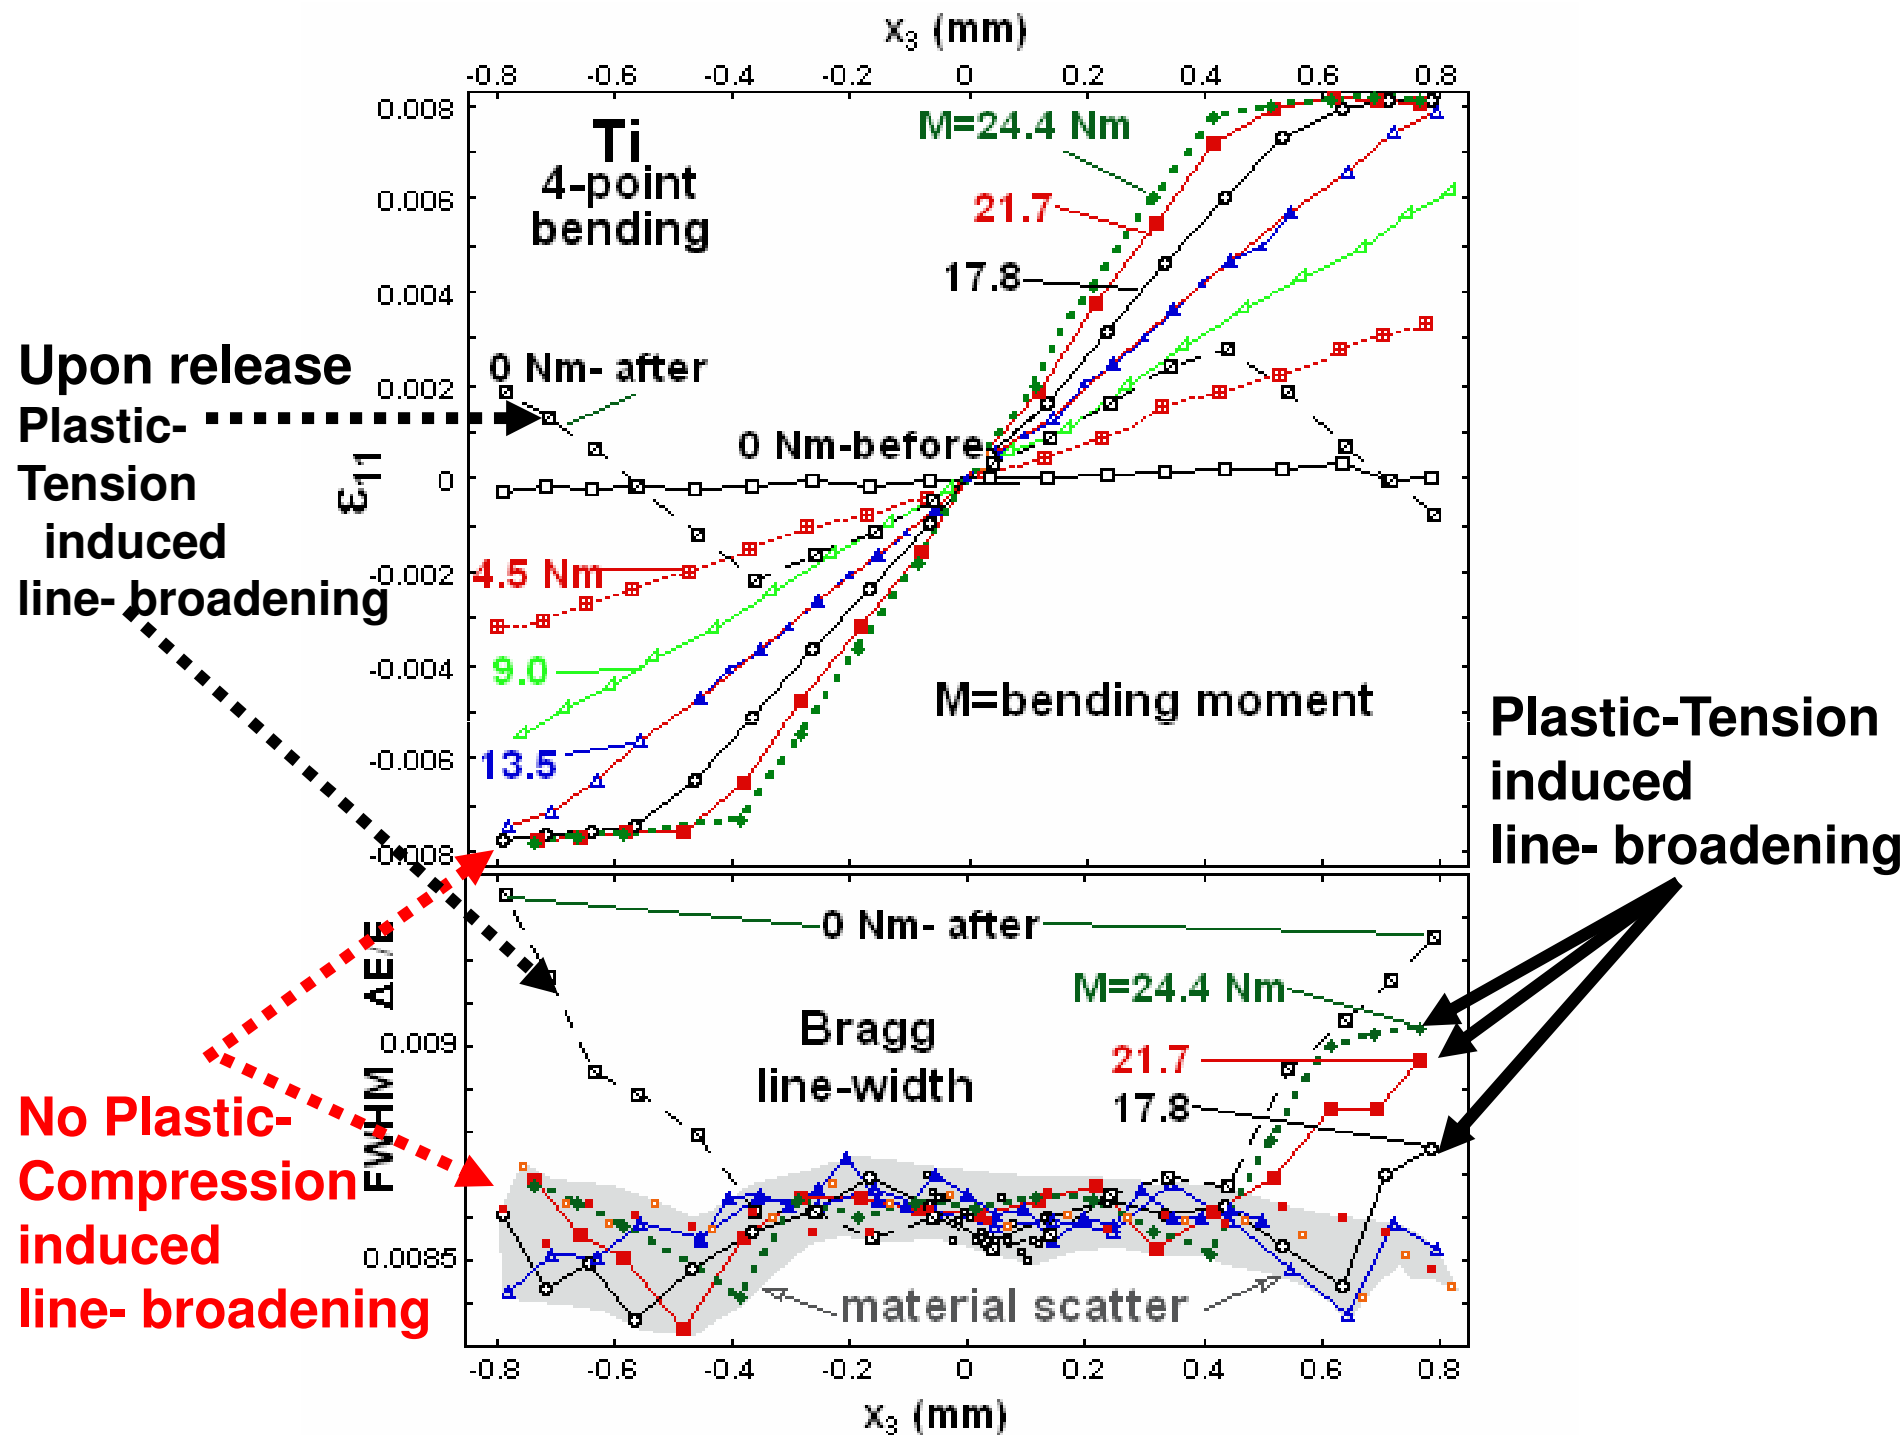 x₃ (mm)
-0.8 -0.6 -0.4 -0.2 0 0.2 0.4 0.6 0.8
0.008
0.006
0.004
0.002
0
-0.002
-0.004
-0.006
-0.008
ε₁₁
Ti
4-point
bending
M=24.4 Nm
21.7
17.8
0 Nm- after
0 Nm-before
4.5 Nm
9.0
13.5
M=bending moment
Upon release
Plastic-
Tension
induced
line- broadening
Plastic-Tension
induced
line- broadening
No Plastic-
Compression
induced
line- broadening
FWHM ΔE/E
0.009
0.0085
0 Nm- after
M=24.4 Nm
Bragg
line-width
21.7
17.8
material scatter
-0.8 -0.6 -0.4 -0.2 0 0.2 0.4 0.6 0.8
x₃ (mm)